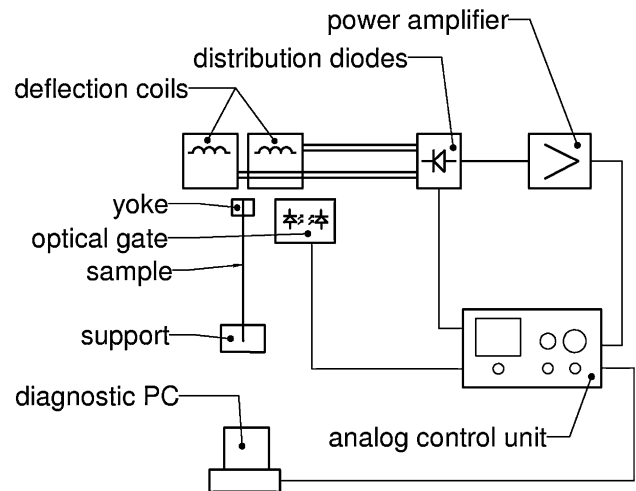 power amplifier
distribution diodes
deflection coils
yoke
optical gate
sample
support
diagnostic PC
analog control unit